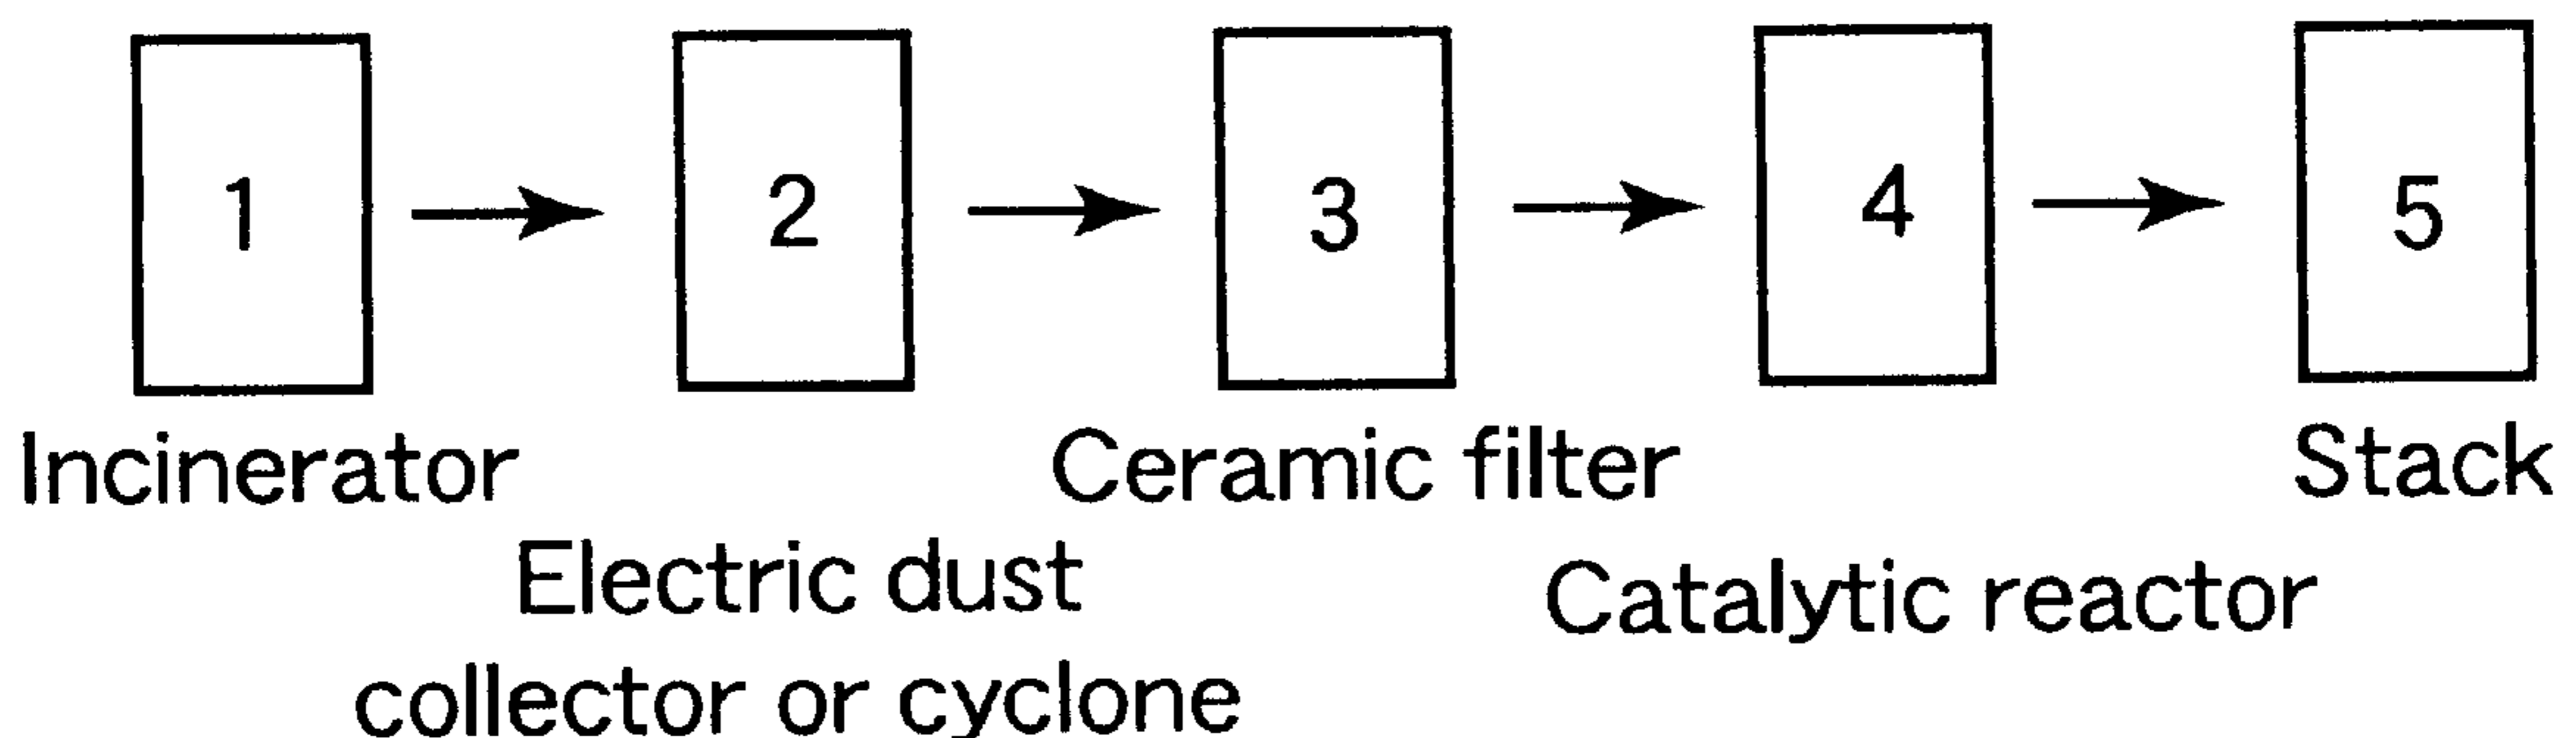 1 2 3 4 5
Incinerator
Ceramic filter
Stack
Electric dust
collector or cyclone
Catalytic reactor